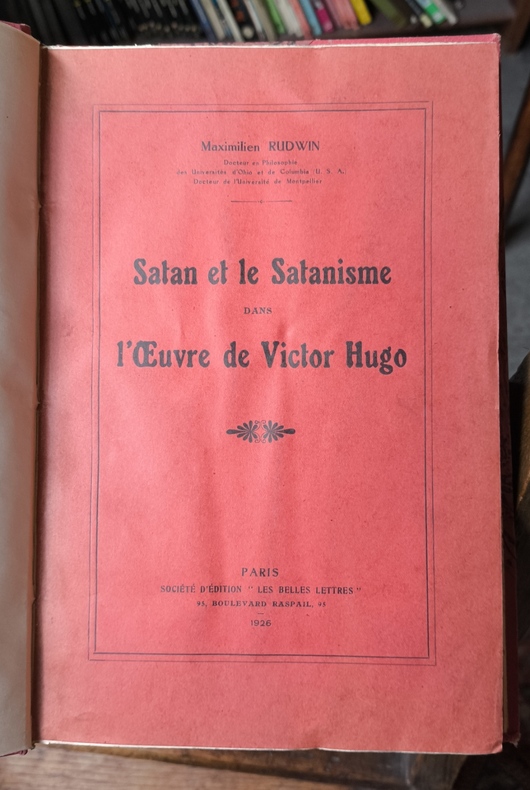 Maximilien RUDWIN
Docteur en Philosophie
des Universités d'Ohio et de Columbia U. S. A.
Docteur de l'Université de Montpellier
Satan et le Satanisme
DANS
l'Œuvre de Victor Hugo
PARIS
SOCIÉTÉ D'ÉDITION " LES BELLES LETTRES "
95, BOULEVARD RASPAIL, 95
1926